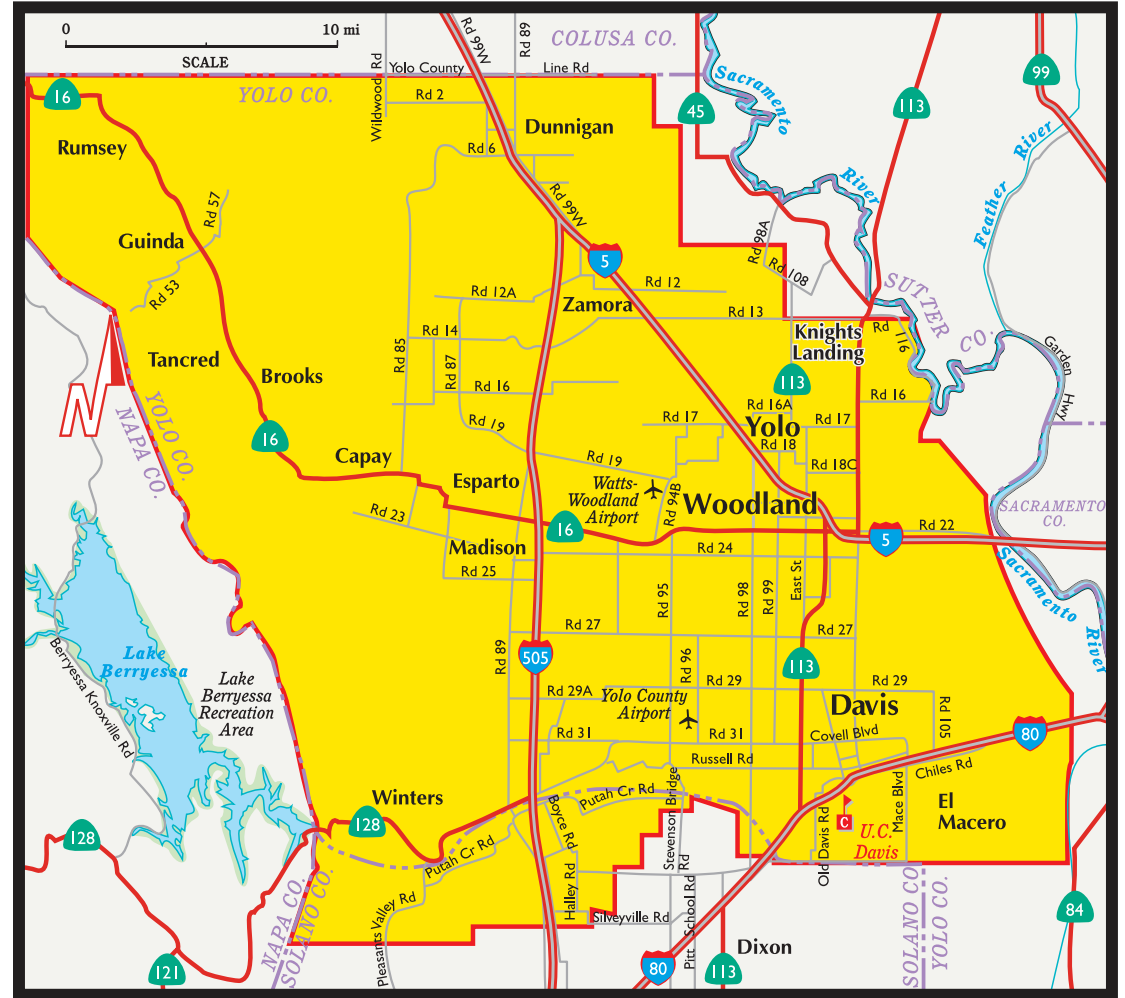 0
10 mi
SCALE
Rd 99W
Rd 89
COLUSA CO.
Wildwood Rd
Yolo County
Line Rd
YOLO CO.
16
Rd 2
Rumsey
Dunnigan
Rd 6
Sacramento
River
45
113
99
Feather
River
Rd 57
Guinda
Rd 53
Rd 99W
5
Rd 98A
Rd 108
SUTTER
CO.
Rd 12
Rd 12A
Zamora
Rd 13
Rd 116
Knights
Landing
Garden
Hwy
N
Tancred
Brooks
Rd 14
Rd 85
Rd 87
113
NAPA CO.
YOLO CO.
Rd 16
Rd 16
Rd 16A
Rd 17
Yolo
Rd 17
16
Rd 19
Rd 18
Capay
Rd 19
Rd 18C
Esparto
Watts-
Woodland
Airport
Rd 94B
Woodland
SACRAMENTO
CO.
Rd 23
16
5
Rd 22
Madison
Rd 24
Rd 25
Sacramento
River
Rd 95
Rd 98
Rd 99
East St
Rd 27
Rd 27
Rd 89
505
113
Lake
Berryessa
Berryessa Knoxville Rd
Lake
Berryessa
Recreation
Area
Rd 96
Rd 29
Rd 29
Rd 29A
Yolo County
Airport
Davis
Rd 105
Rd 31
Rd 31
Covell Blvd
80
Russell Rd
Chiles Rd
Winters
128
128
Putah Cr Rd
Boyce Rd
Stevenson Bridge
Rd
Mace Blvd
El
Macero
Old Davis Rd
C
U.C.
Davis
Putah Cr Rd
Pleasants Valley Rd
Halley Rd
Silveyville Rd
Pitt School Rd
NAPA CO.
SOLANO CO.
SOLANO CO
YOLO CO.
121
80
113
Dixon
84